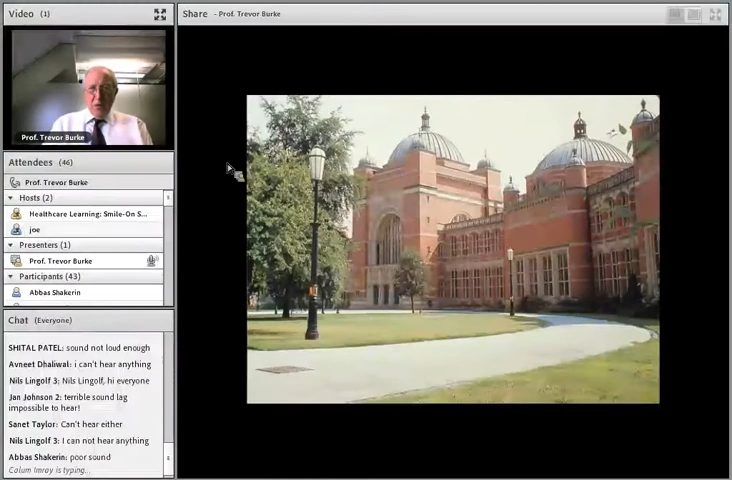 Video (1)
Prof. Trevor Burke
Attendees (46)
Prof. Trevor Burke
Hosts (2)
Healthcare Learning: Smile-On S...
joe
Presenters (1)
Prof. Trevor Burke
Participants (43)
Abbas Shakerin
Chat (Everyone)
SHITAL PATEL: sound not loud enough
Avneet Dhaliwal: i can't hear anything
Nils Lingolf 3: Nils Lingolf, hi everyone
Jan Johnson 2: terrible sound lag
impossible to hear!
Sanet Taylor: Can't hear either
Nils Lingolf 3: I can not hear anything
Abbas Shakerin: poor sound
Calum Imray is typing...
Share - Prof. Trevor Burke